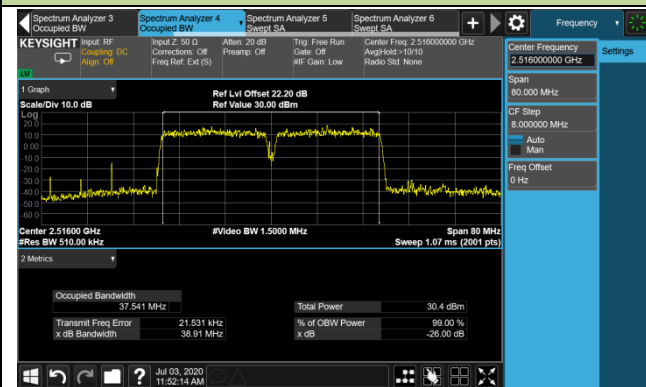 Spectrum Analyzer 3
Occupied BW
Spectrum Analyzer 4
Occupied BW
Spectrum Analyzer 5
Swept SA
Spectrum Analyzer 6
Swept SA
+
Frequency
KEYSIGHT
Input: RF
Coupling: DC
Align: Off
Input Z: 50 Ω
Corrections: Off
Freq Ref: Ext (S)
Atten: 20 dB
Preamp: Off
Trig: Free Run
Gate: Off
#IF Gain: Low
Center Freq: 2.516000000 GHz
Avg|Hold:>10/10
Radio Std: None
LXI
Center Frequency
2.516000000 GHz
Settings
Span
80.000 MHz
CF Step
8.000000 MHz
Auto
Man
Freq Offset
0 Hz
1 Graph
Scale/Div 10.0 dB
Ref Lvl Offset 22.20 dB
Ref Value 30.00 dBm
Log
20.0
10.0
0.00
-10.0
-20.0
-30.0
-40.0
-50.0
-60.0
Center 2.51600 GHz
#Res BW 510.00 kHz
#Video BW 1.5000 MHz
Span 80 MHz
Sweep 1.07 ms (2001 pts)
2 Metrics
Occupied Bandwidth
37.541 MHz
Total Power 30.4 dBm
Transmit Freq Error 21.531 kHz
% of OBW Power 99.00 %
x dB Bandwidth 38.91 MHz
x dB -26.00 dB
?
Jul 03, 2020
11:52:14 AM